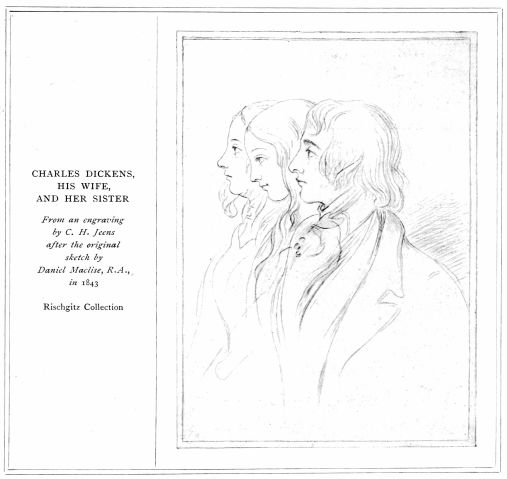 CHARLES DICKENS,
HIS WIFE,
AND HER SISTER
From an engraving
by C. H. Jeens
after the original
sketch by
Daniel Maclise, R.A.,
in 1843
Rischgitz Collection